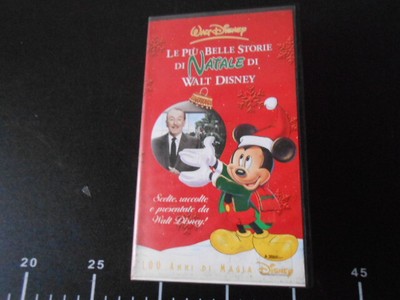 WALT DISNEY
LE PIÙ BELLE STORIE
DI NATALE DI
WALT DISNEY
Scelte, raccolte
e presentate da
Walt Disney!
100 ANNI DI MAGIA DISNEY
20
25
45